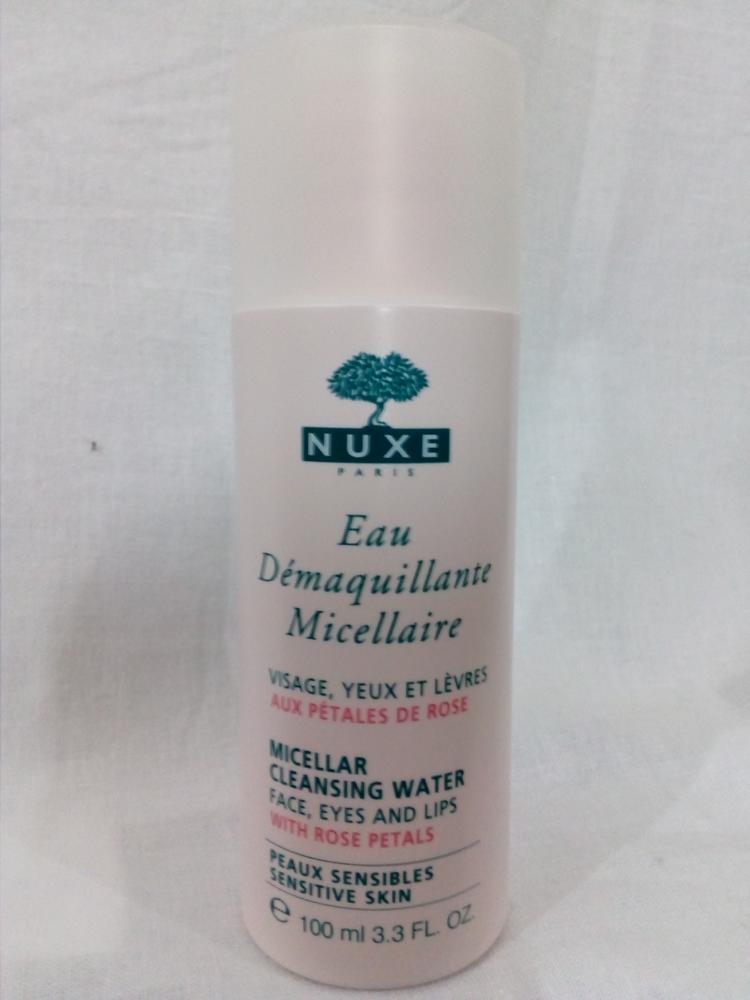 NUXE
PARIS
Eau
Démaquillante
Micellaire
VISAGE, YEUX ET LÈVRES
AUX PÉTALES DE ROSE
MICELLAR
CLEANSING WATER
FACE, EYES AND LIPS
WITH ROSE PETALS
PEAUX SENSIBLES
SENSITIVE SKIN
℮ 100 ml 3.3 FL. OZ.